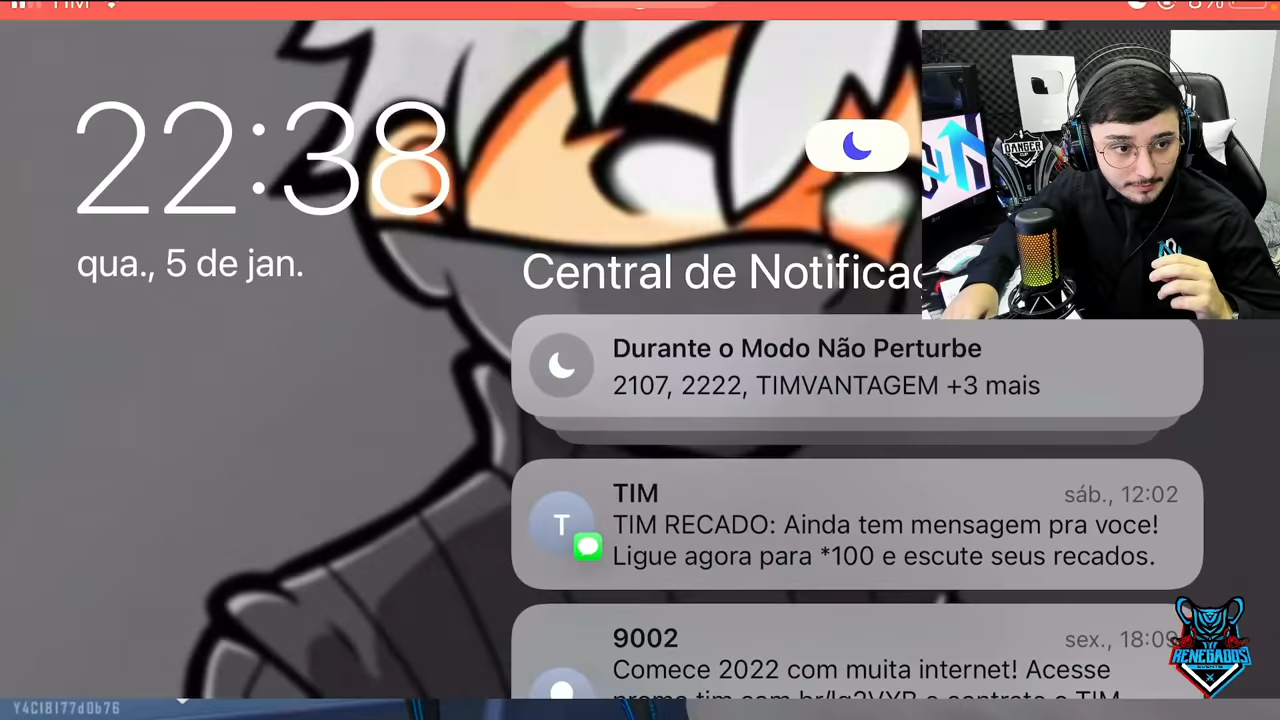 TIM
8%
22:38
qua., 5 de jan.
Central de Notificaç
Durante o Modo Não Perturbe
2107, 2222, TIMVANTAGEM +3 mais
TIM
sáb., 12:02
T
TIM RECADO: Ainda tem mensagem pra voce!
Ligue agora para *100 e escute seus recados.
9002
sex., 18:09
Comece 2022 com muita internet! Acesse
DANGER
RENEGADOS